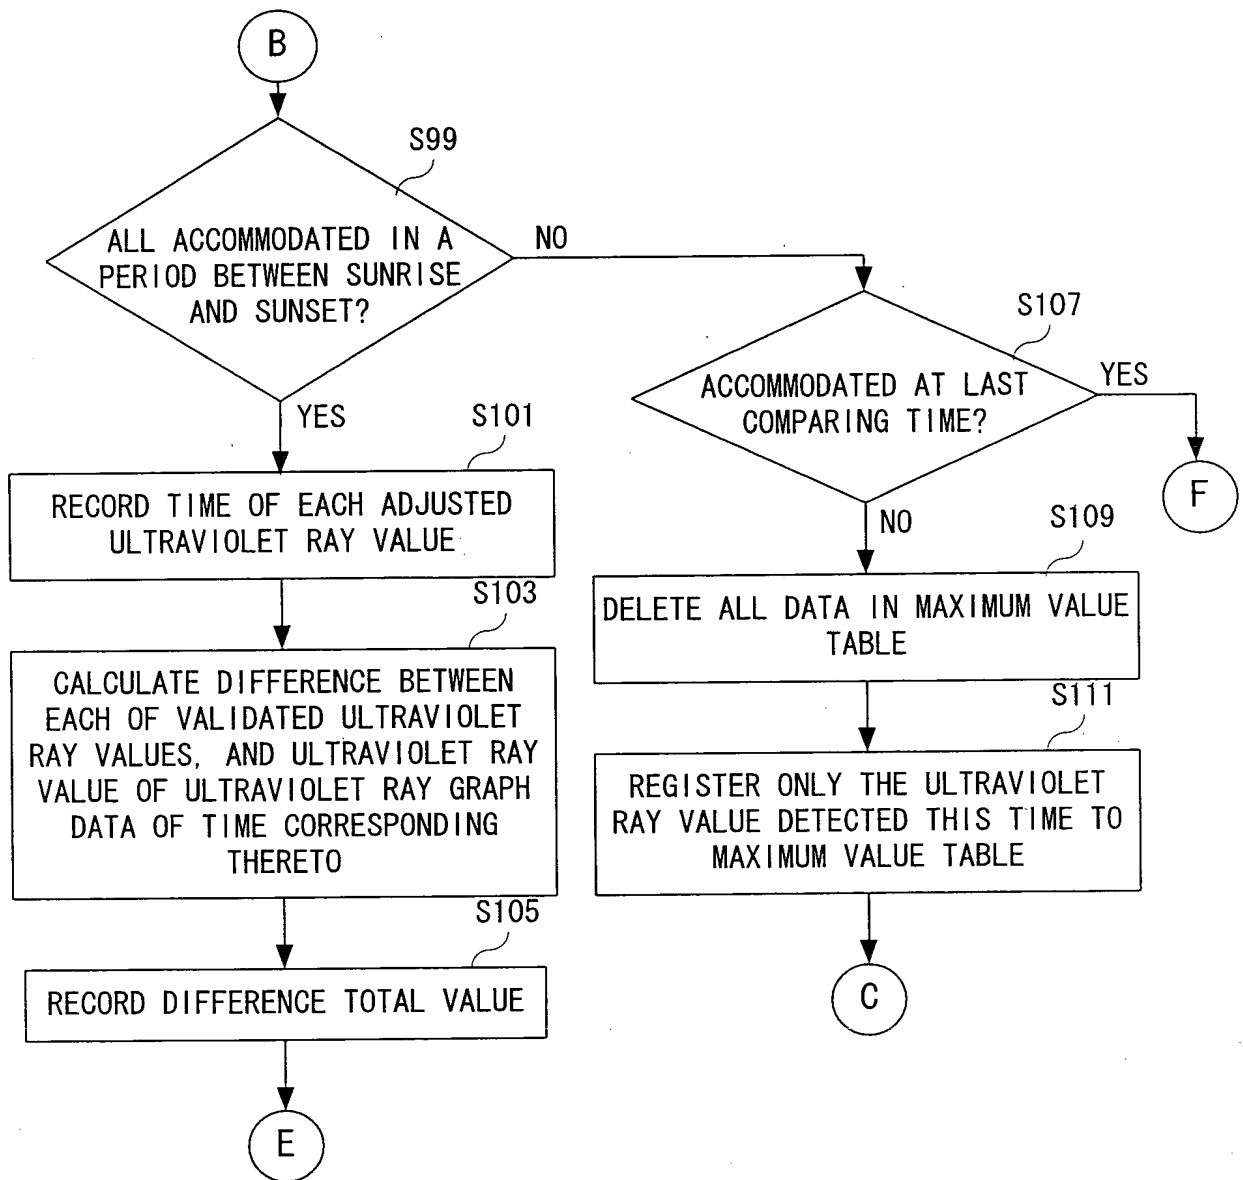 B
S99
ALL ACCOMMODATED IN A
PERIOD BETWEEN SUNRISE
AND SUNSET?
NO
YES
S107
ACCOMMODATED AT LAST
COMPARING TIME?
YES
F
NO
S101
RECORD TIME OF EACH ADJUSTED
ULTRAVIOLET RAY VALUE
S103
CALCULATE DIFFERENCE BETWEEN
EACH OF VALIDATED ULTRAVIOLET
RAY VALUES, AND ULTRAVIOLET RAY
VALUE OF ULTRAVIOLET RAY GRAPH
DATA OF TIME CORRESPONDING
THERETO
S105
RECORD DIFFERENCE TOTAL VALUE
E
S109
DELETE ALL DATA IN MAXIMUM VALUE
TABLE
S111
REGISTER ONLY THE ULTRAVIOLET
RAY VALUE DETECTED THIS TIME TO
MAXIMUM VALUE TABLE
C